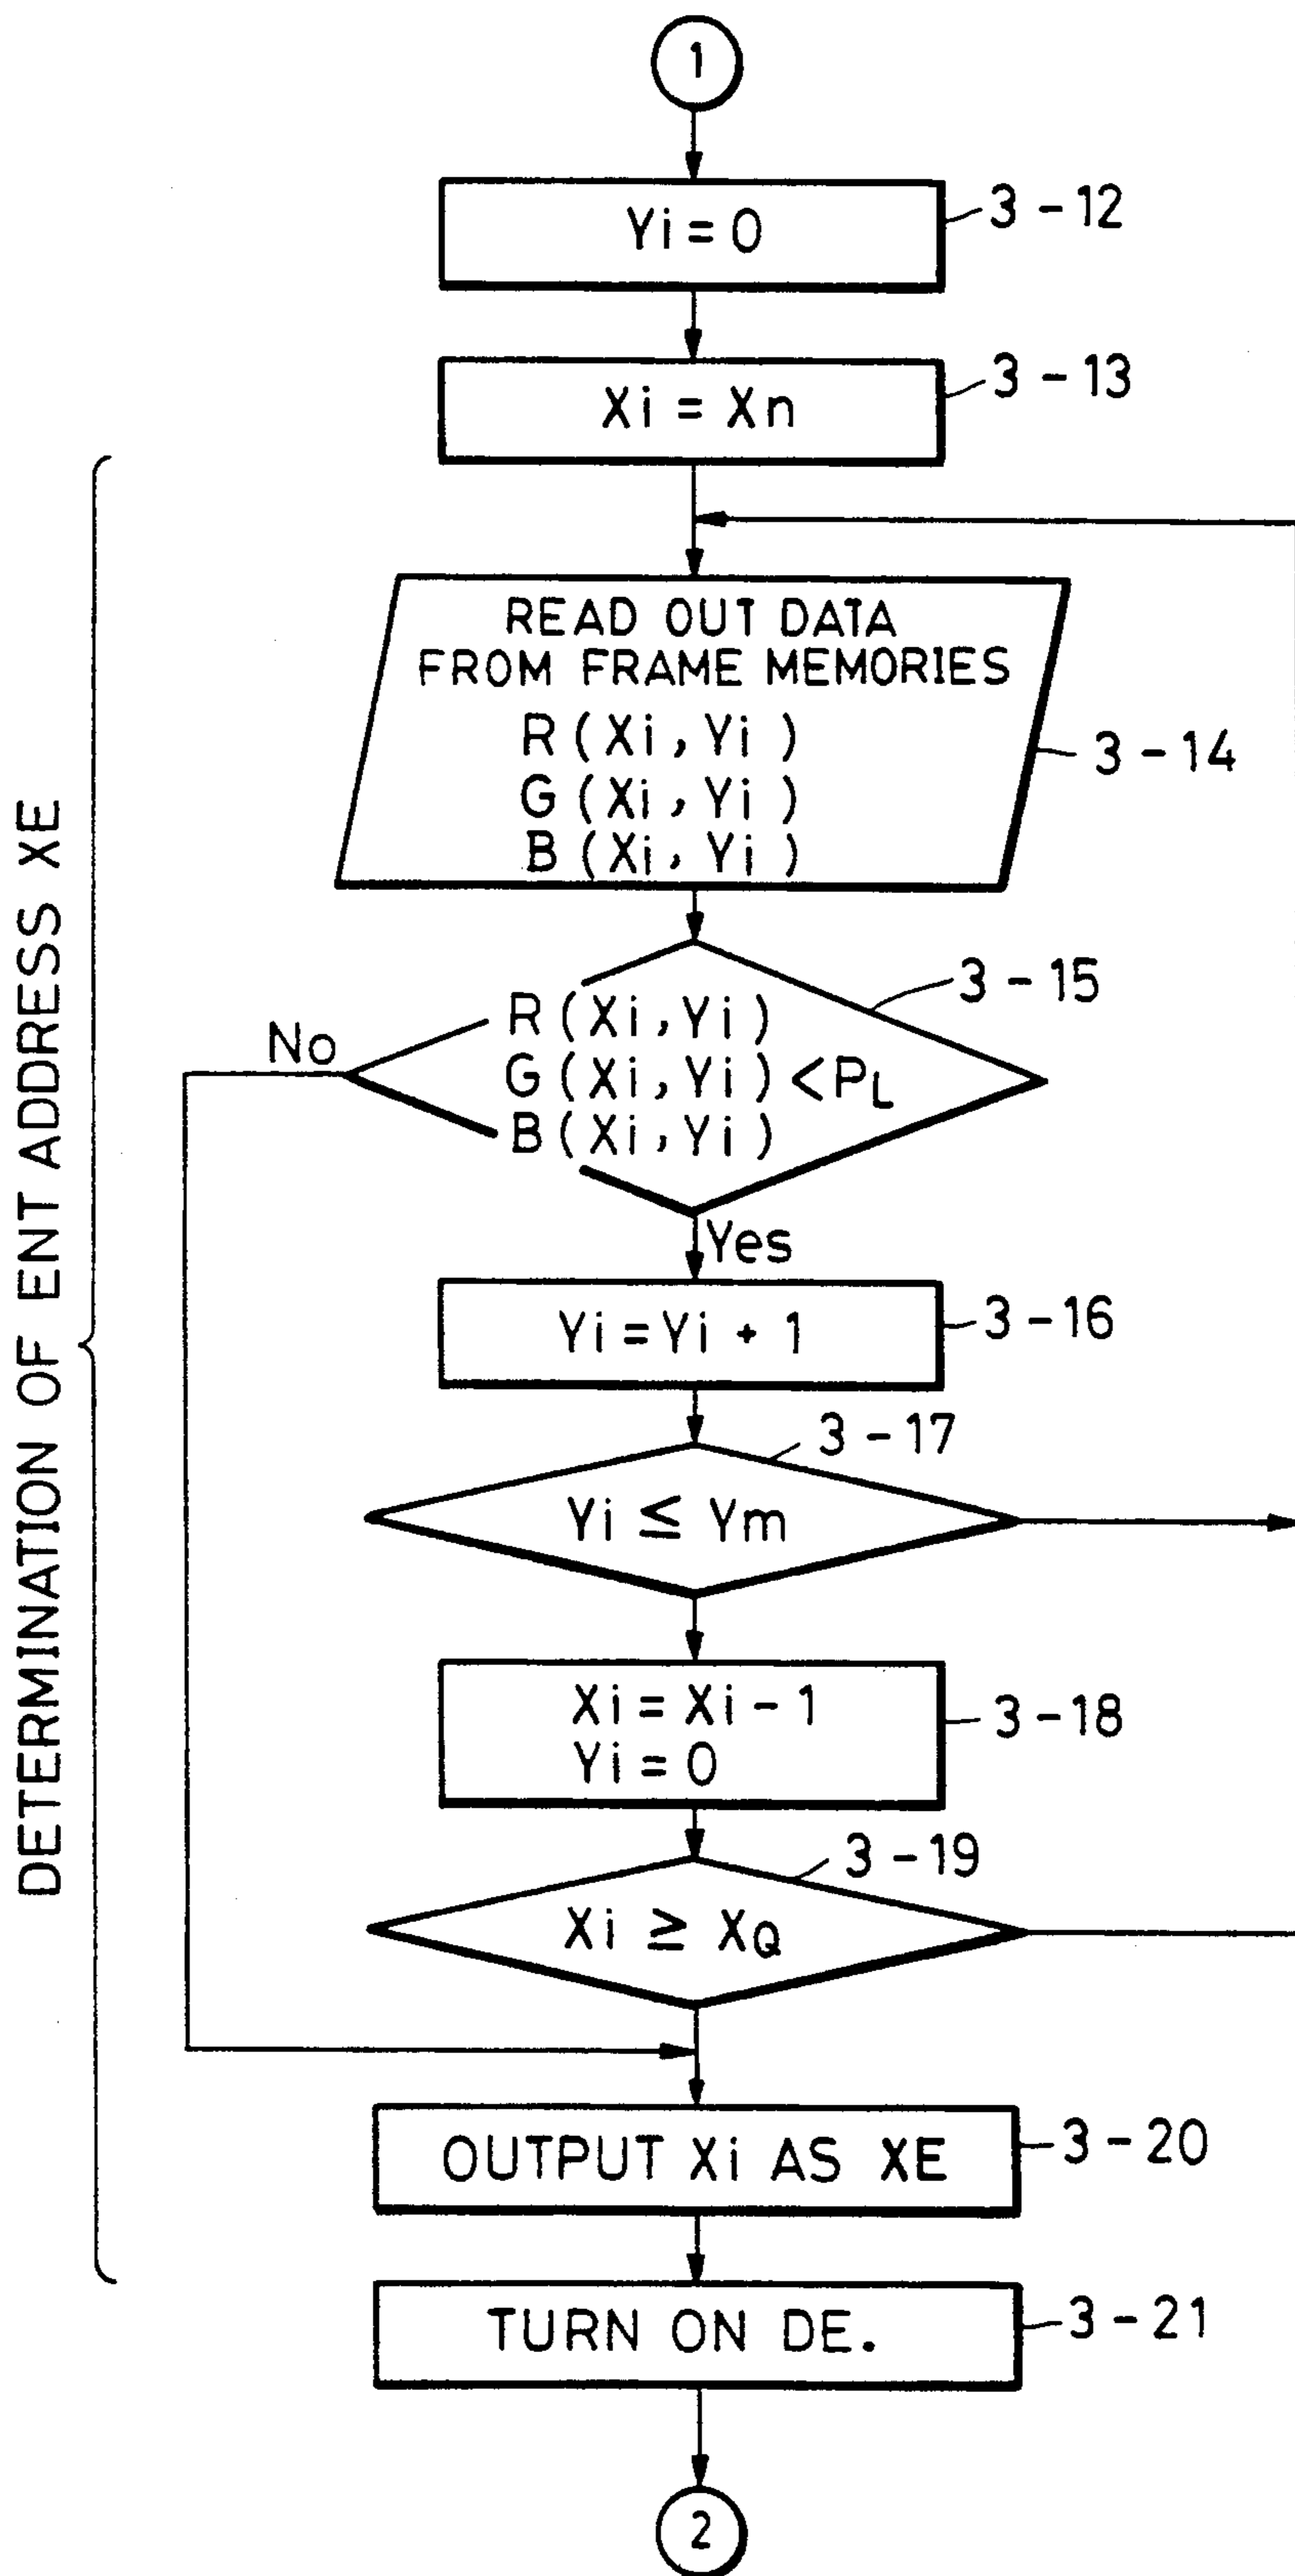 1
Yi = 0
3-12
Xi = Xn
3-13
READ OUT DATA
FROM FRAME MEMORIES
R (Xi, Yi)
G (Xi, Yi)
B (Xi, Yi)
3-14
3-15
No
R (Xi, Yi)
G (Xi, Yi) < PL
B (Xi, Yi)
Yes
Yi = Yi + 1
3-16
3-17
Yi ≤ Ym
Xi = Xi - 1
Yi = 0
3-18
3-19
Xi ≥ XQ
OUTPUT Xi AS XE
3-20
TURN ON DE.
3-21
2
DETERMINATION OF ENT ADDRESS XE